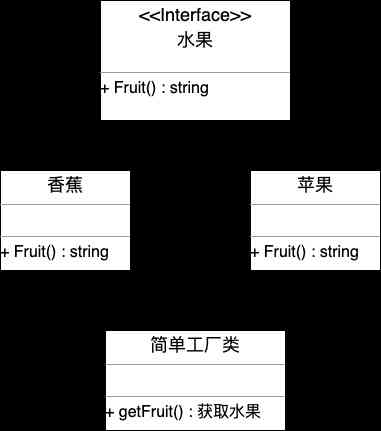 <<Interface>>
水果
+ Fruit() : string
香蕉
+ Fruit() : string
苹果
+ Fruit() : string
简单工厂类
+ getFruit() : 获取水果